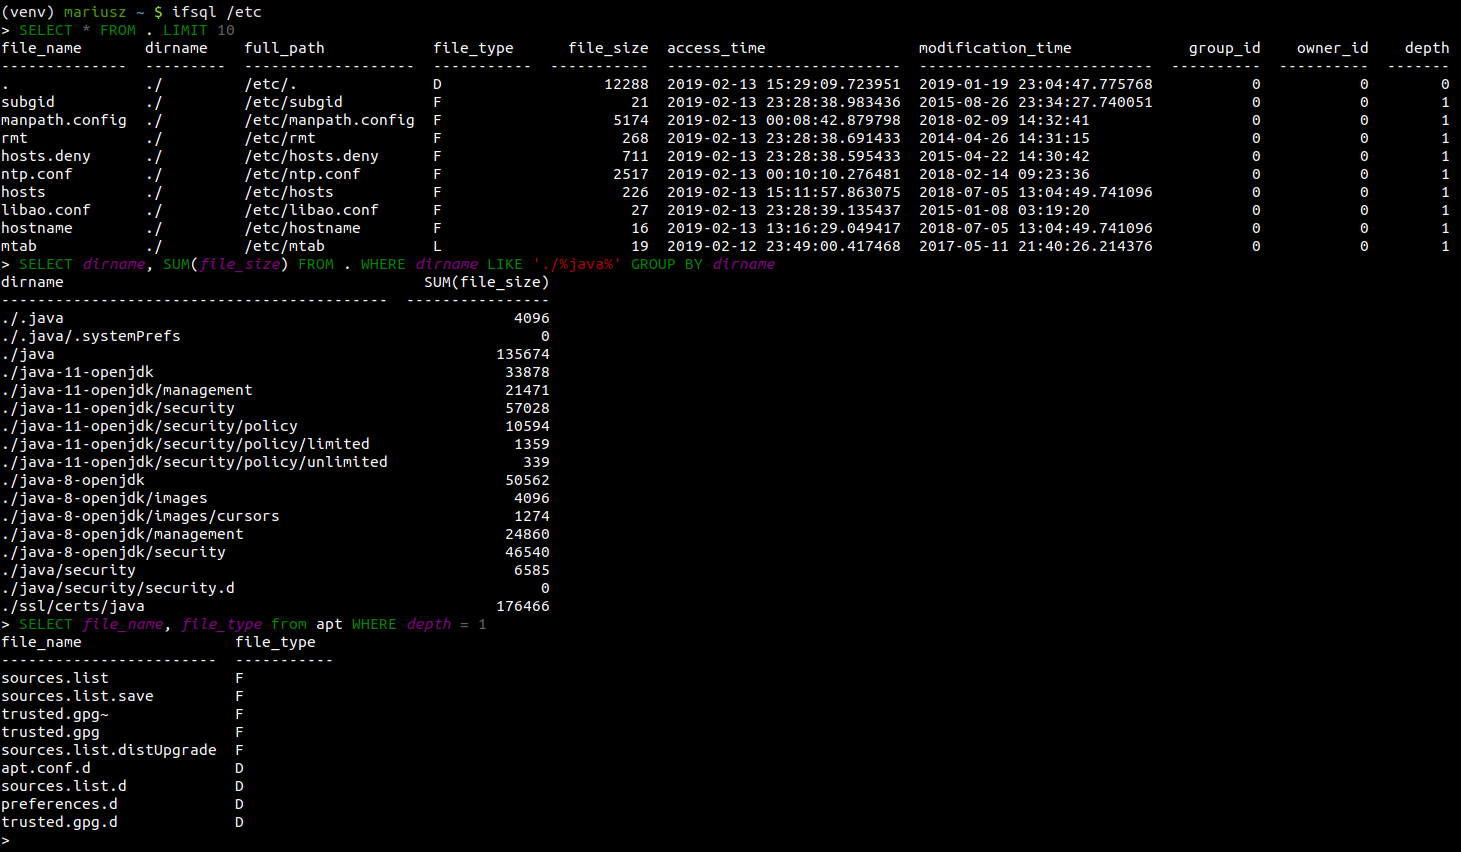 (venv) mariusz ~ $ ifsql /etc
> SELECT * FROM . LIMIT 10
file_name      dirname    full_path            file_type      file_size  access_time                 modification_time             group_id    owner_id    depth
--------------  ---------  -------------------  -----------  -----------  --------------------------  --------------------------  ----------  ----------  -------
.               ./         /etc/.               D                  12288  2019-02-13 15:29:09.723951  2019-01-19 23:04:47.775768           0           0        0
subgid          ./         /etc/subgid          F                     21  2019-02-13 23:28:38.983436  2015-08-26 23:34:27.740051           0           0        1
manpath.config  ./         /etc/manpath.config  F                   5174  2019-02-13 00:08:42.879798  2018-02-09 14:32:41                  0           0        1
rmt             ./         /etc/rmt             F                    268  2019-02-13 23:28:38.691433  2014-04-26 14:31:15                  0           0        1
hosts.deny      ./         /etc/hosts.deny      F                    711  2019-02-13 23:28:38.595433  2015-04-22 14:30:42                  0           0        1
ntp.conf        ./         /etc/ntp.conf        F                   2517  2019-02-13 00:10:10.276481  2018-02-14 09:23:36                  0           0        1
hosts           ./         /etc/hosts           F                    226  2019-02-13 15:11:57.863075  2018-07-05 13:04:49.741096           0           0        1
libao.conf      ./         /etc/libao.conf      F                     27  2019-02-13 23:28:39.135437  2015-01-08 03:19:20                  0           0        1
hostname        ./         /etc/hostname        F                     16  2019-02-13 13:16:29.049417  2018-07-05 13:04:49.741096           0           0        1
mtab            ./         /etc/mtab            L                     19  2019-02-12 23:49:00.417468  2017-05-11 21:40:26.214376           0           0        1
> SELECT dirname, SUM(file_size) FROM . WHERE dirname LIKE './%java%' GROUP BY dirname
dirname                                        SUM(file_size)
-------------------------------------------  ----------------
./.java                                                  4096
./.java/.systemPrefs                                        0
./java                                                 135674
./java-11-openjdk                                       33878
./java-11-openjdk/management                            21471
./java-11-openjdk/security                              57028
./java-11-openjdk/security/policy                       10594
./java-11-openjdk/security/policy/limited                1359
./java-11-openjdk/security/policy/unlimited               339
./java-8-openjdk                                        50562
./java-8-openjdk/images                                  4096
./java-8-openjdk/images/cursors                          1274
./java-8-openjdk/management                             24860
./java-8-openjdk/security                               46540
./java/security                                          6585
./java/security/security.d                                  0
./ssl/certs/java                                       176466
> SELECT file_name, file_type from apt WHERE depth = 1
file_name                 file_type
------------------------  -----------
sources.list              F
sources.list.save         F
trusted.gpg~              F
trusted.gpg               F
sources.list.distUpgrade  F
apt.conf.d                D
sources.list.d            D
preferences.d             D
trusted.gpg.d             D
>